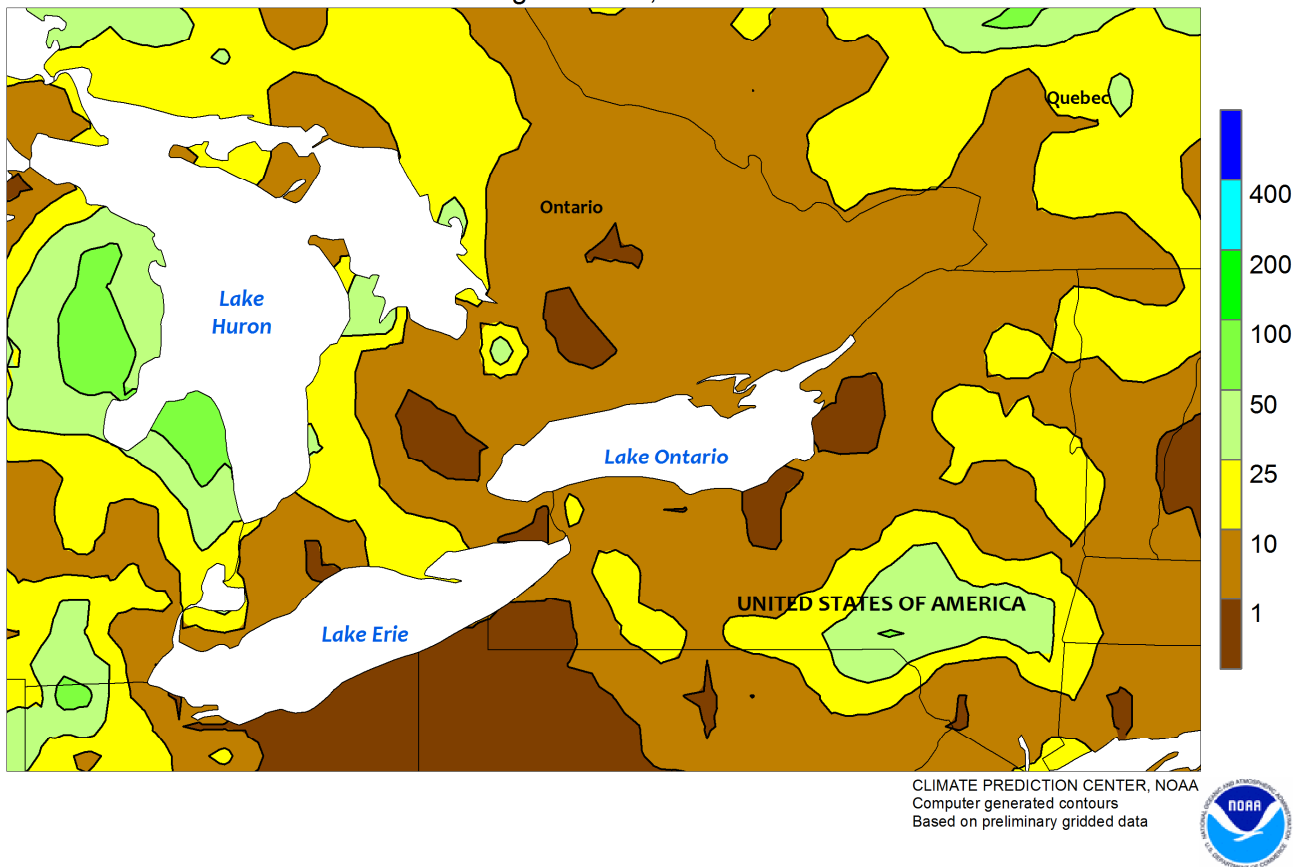 Quebec
Ontario
Lake
Huron
Lake Ontario
UNITED STATES OF AMERICA
Lake Erie
400
200
100
50
25
10
1
CLIMATE PREDICTION CENTER, NOAA
Computer generated contours
Based on preliminary gridded data
NOAA